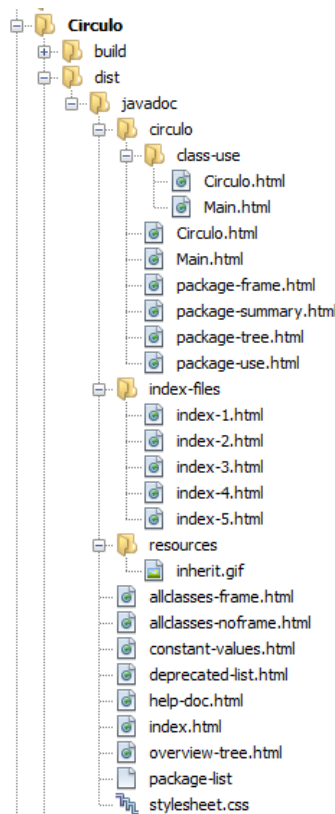 Circulo
build
dist
javadoc
circulo
class-use
Circulo.html
Main.html
Circulo.html
Main.html
package-frame.html
package-summary.html
package-tree.html
package-use.html
index-files
index-1.html
index-2.html
index-3.html
index-4.html
index-5.html
resources
inherit.gif
allclasses-frame.html
allclasses-noframe.html
constant-values.html
deprecated-list.html
help-doc.html
index.html
overview-tree.html
package-list
stylesheet.css